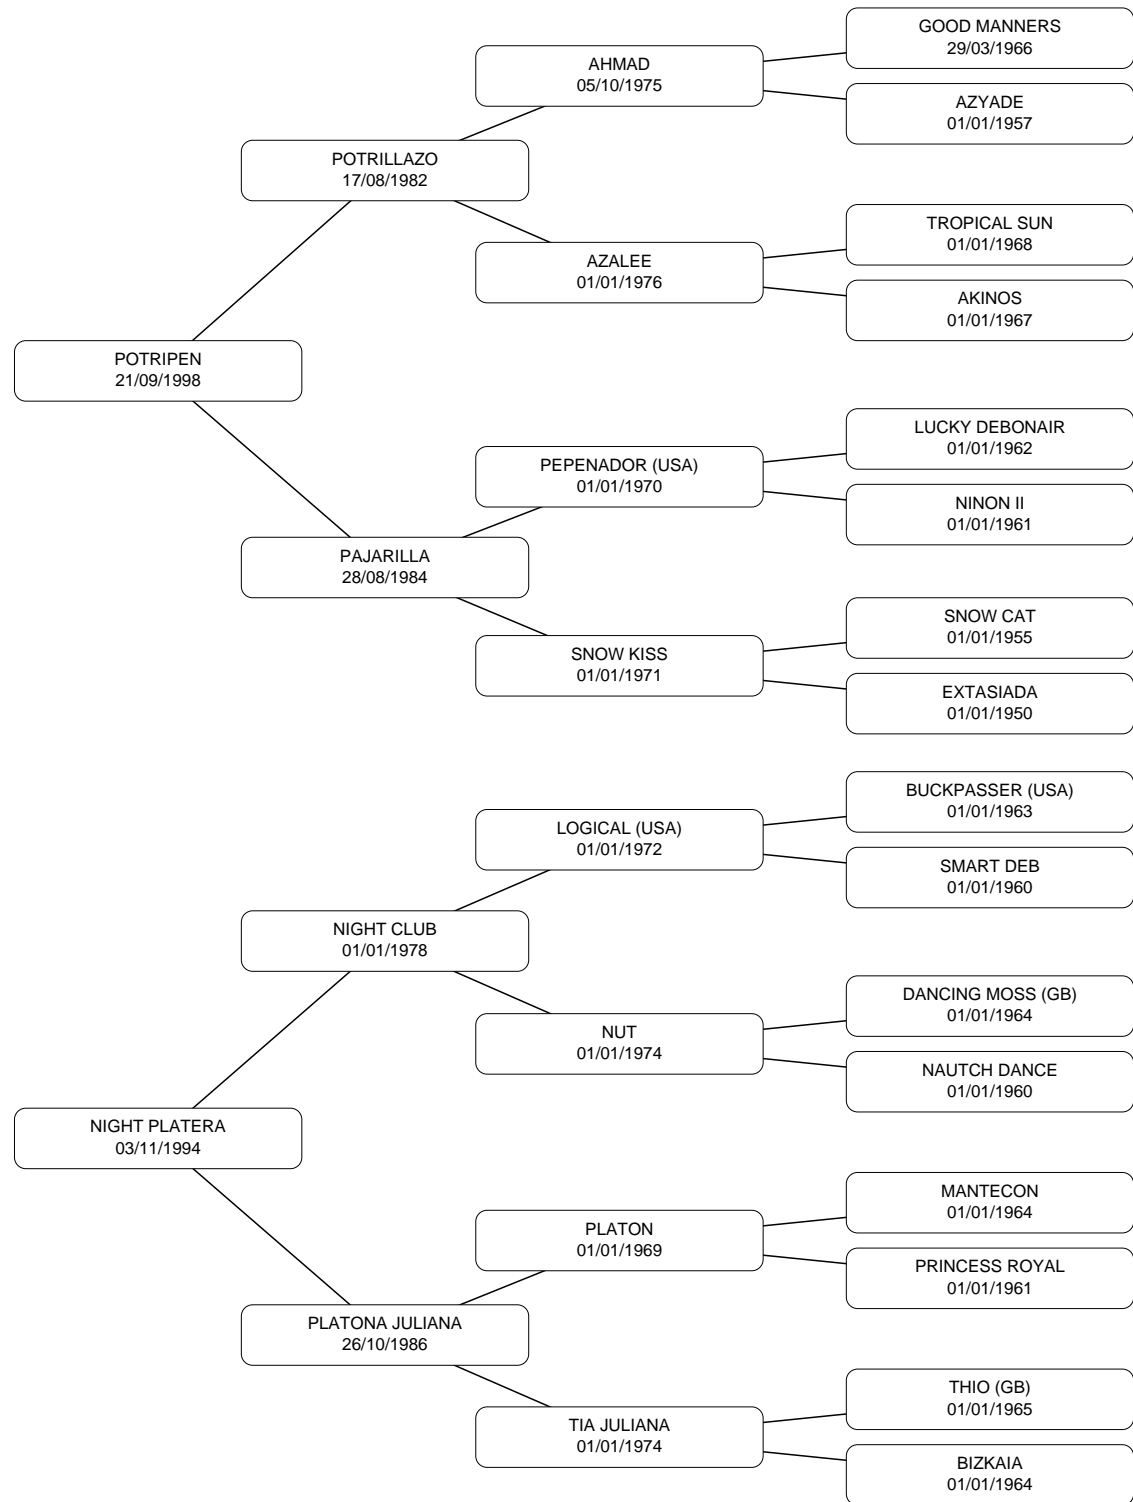 GOOD MANNERS
29/03/1966
AHMAD
05/10/1975
AZYADE
01/01/1957
POTRILLAZO
17/08/1982
TROPICAL SUN
01/01/1968
AZALEE
01/01/1976
AKINOS
01/01/1967
POTRIPEN
21/09/1998
LUCKY DEBONAIR
01/01/1962
PEPENADOR (USA)
01/01/1970
NINON II
01/01/1961
PAJARILLA
28/08/1984
SNOW CAT
01/01/1955
SNOW KISS
01/01/1971
EXTASIADA
01/01/1950
BUCKPASSER (USA)
01/01/1963
LOGICAL (USA)
01/01/1972
SMART DEB
01/01/1960
NIGHT CLUB
01/01/1978
DANCING MOSS (GB)
01/01/1964
NUT
01/01/1974
NAUTCH DANCE
01/01/1960
NIGHT PLATERA
03/11/1994
MANTECON
01/01/1964
PLATON
01/01/1969
PRINCESS ROYAL
01/01/1961
PLATONA JULIANA
26/10/1986
THIO (GB)
01/01/1965
TIA JULIANA
01/01/1974
BIZKAIA
01/01/1964